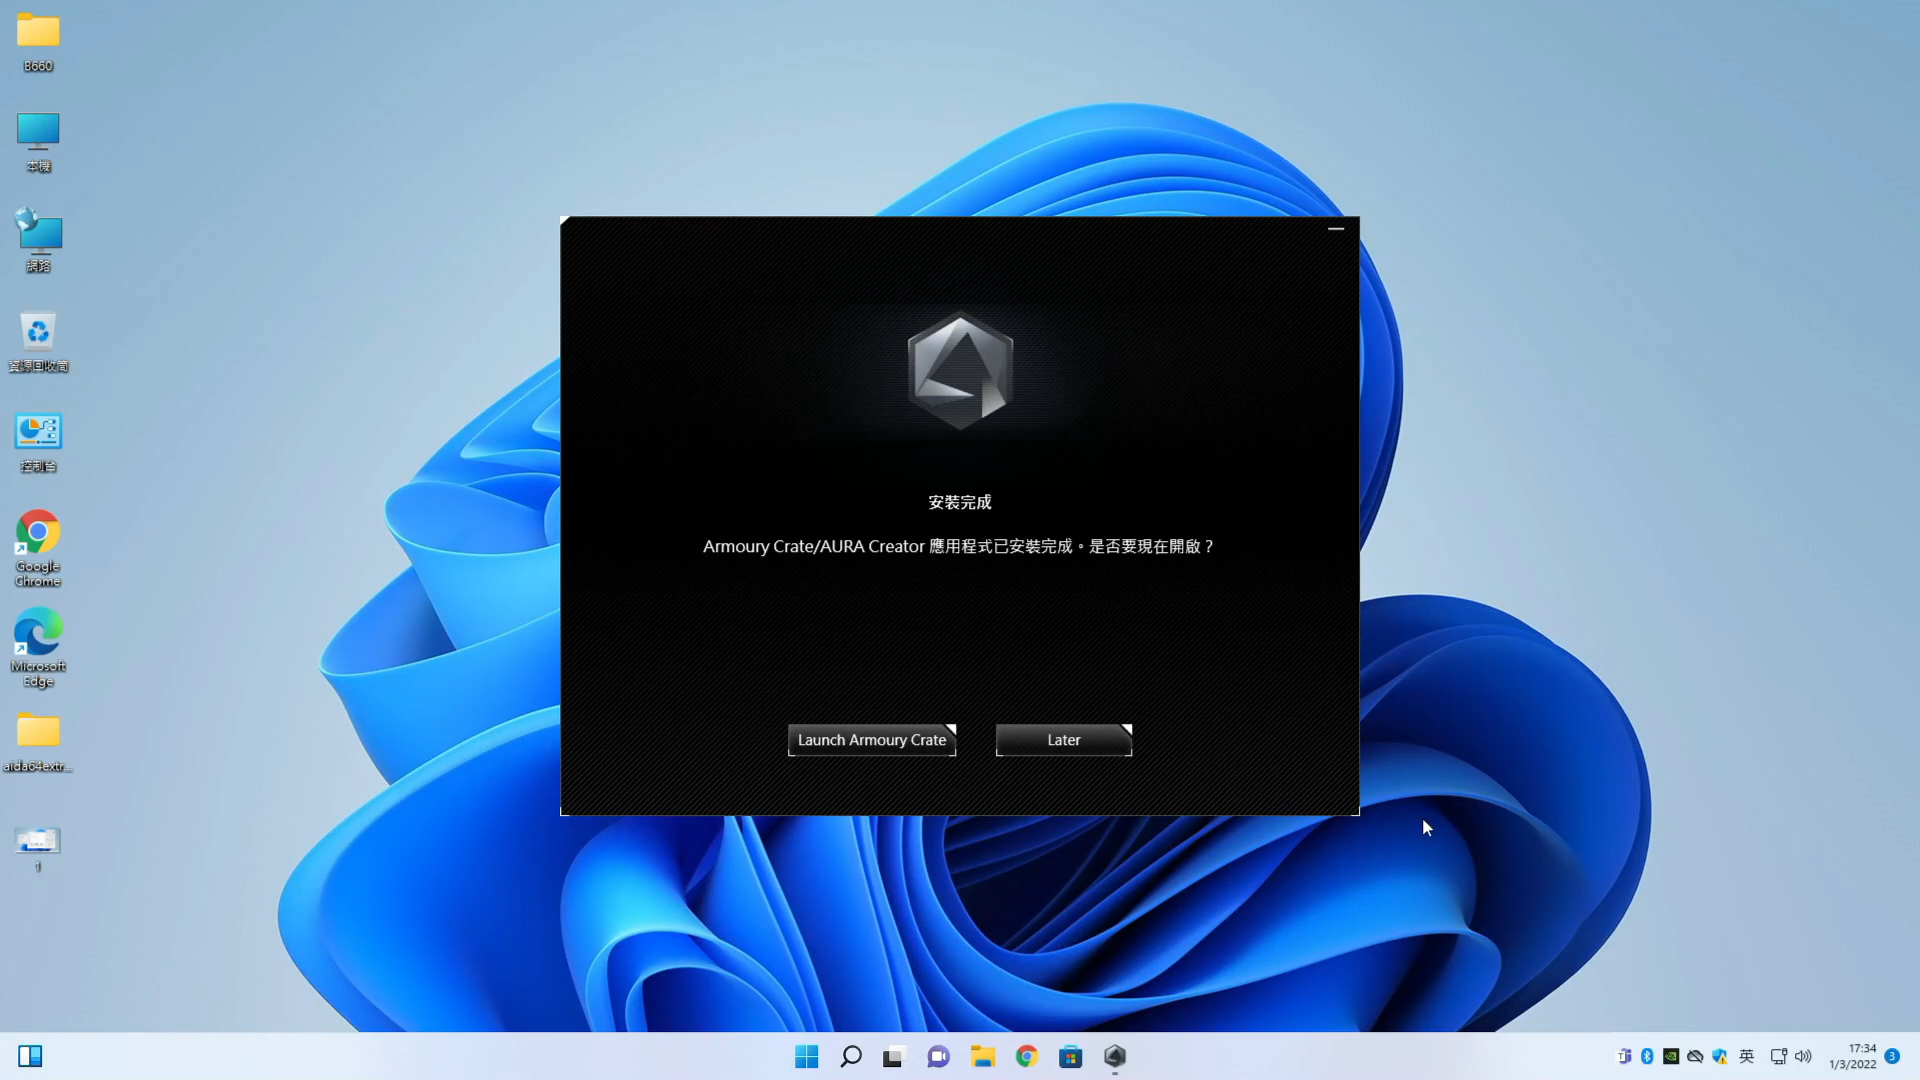 B660
本機
網路
資源回收筒
控制台
Google
Chrome
Microsoft
Edge
aida64extr...
1
安裝完成
Armoury Crate/AURA Creator 應用程式已安裝完成。是否要現在開啟？
Launch Armoury Crate
Later
英
17:34
1/3/2022
3